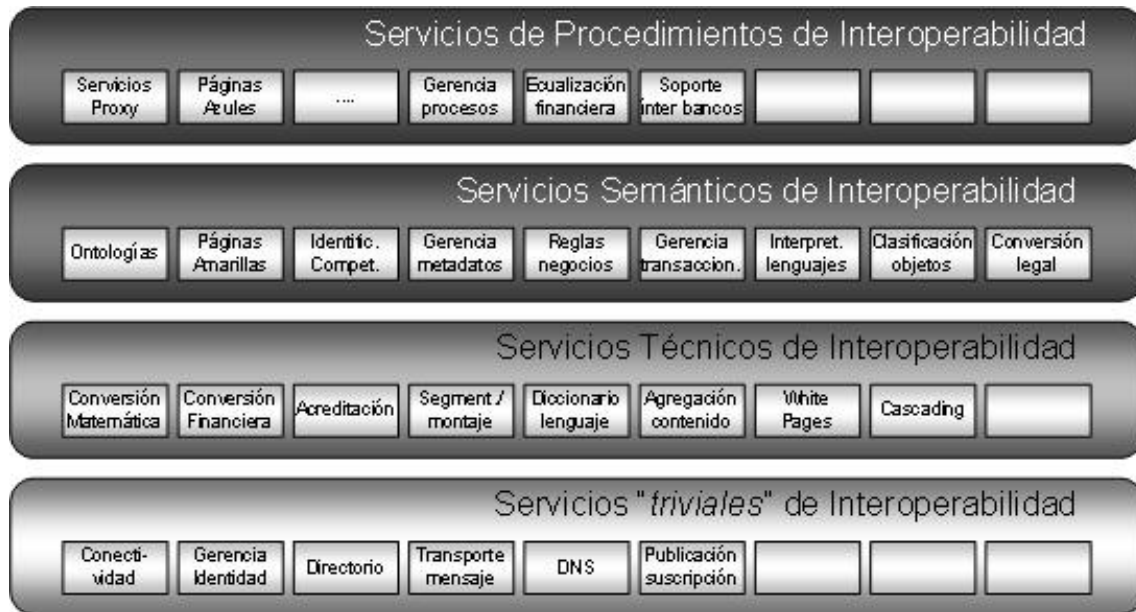 Servicios de Procedimientos de Interoperabilidad
Servicios Proxy
Páginas Azules
....
Gerencia procesos
Ecualización financiera
Soporte inter bancos
Servicios Semánticos de Interoperabilidad
Ontologías
Páginas Amarillas
Identific. Compet.
Gerencia metadatos
Reglas negocios
Gerencia transaccion.
Interpret. lenguajes
Clasificación objetos
Conversión legal
Servicios Técnicos de Interoperabilidad
Conversión Matemática
Conversión Financiera
Acreditación
Segment./ montaje
Diccionario lenguaje
Agregación contenido
White Pages
Cascading
Servicios "triviales" de Interoperabilidad
Conecti- vidad
Gerencia Identidad
Directorio
Transporte mensaje
DNS
Publicación suscripción